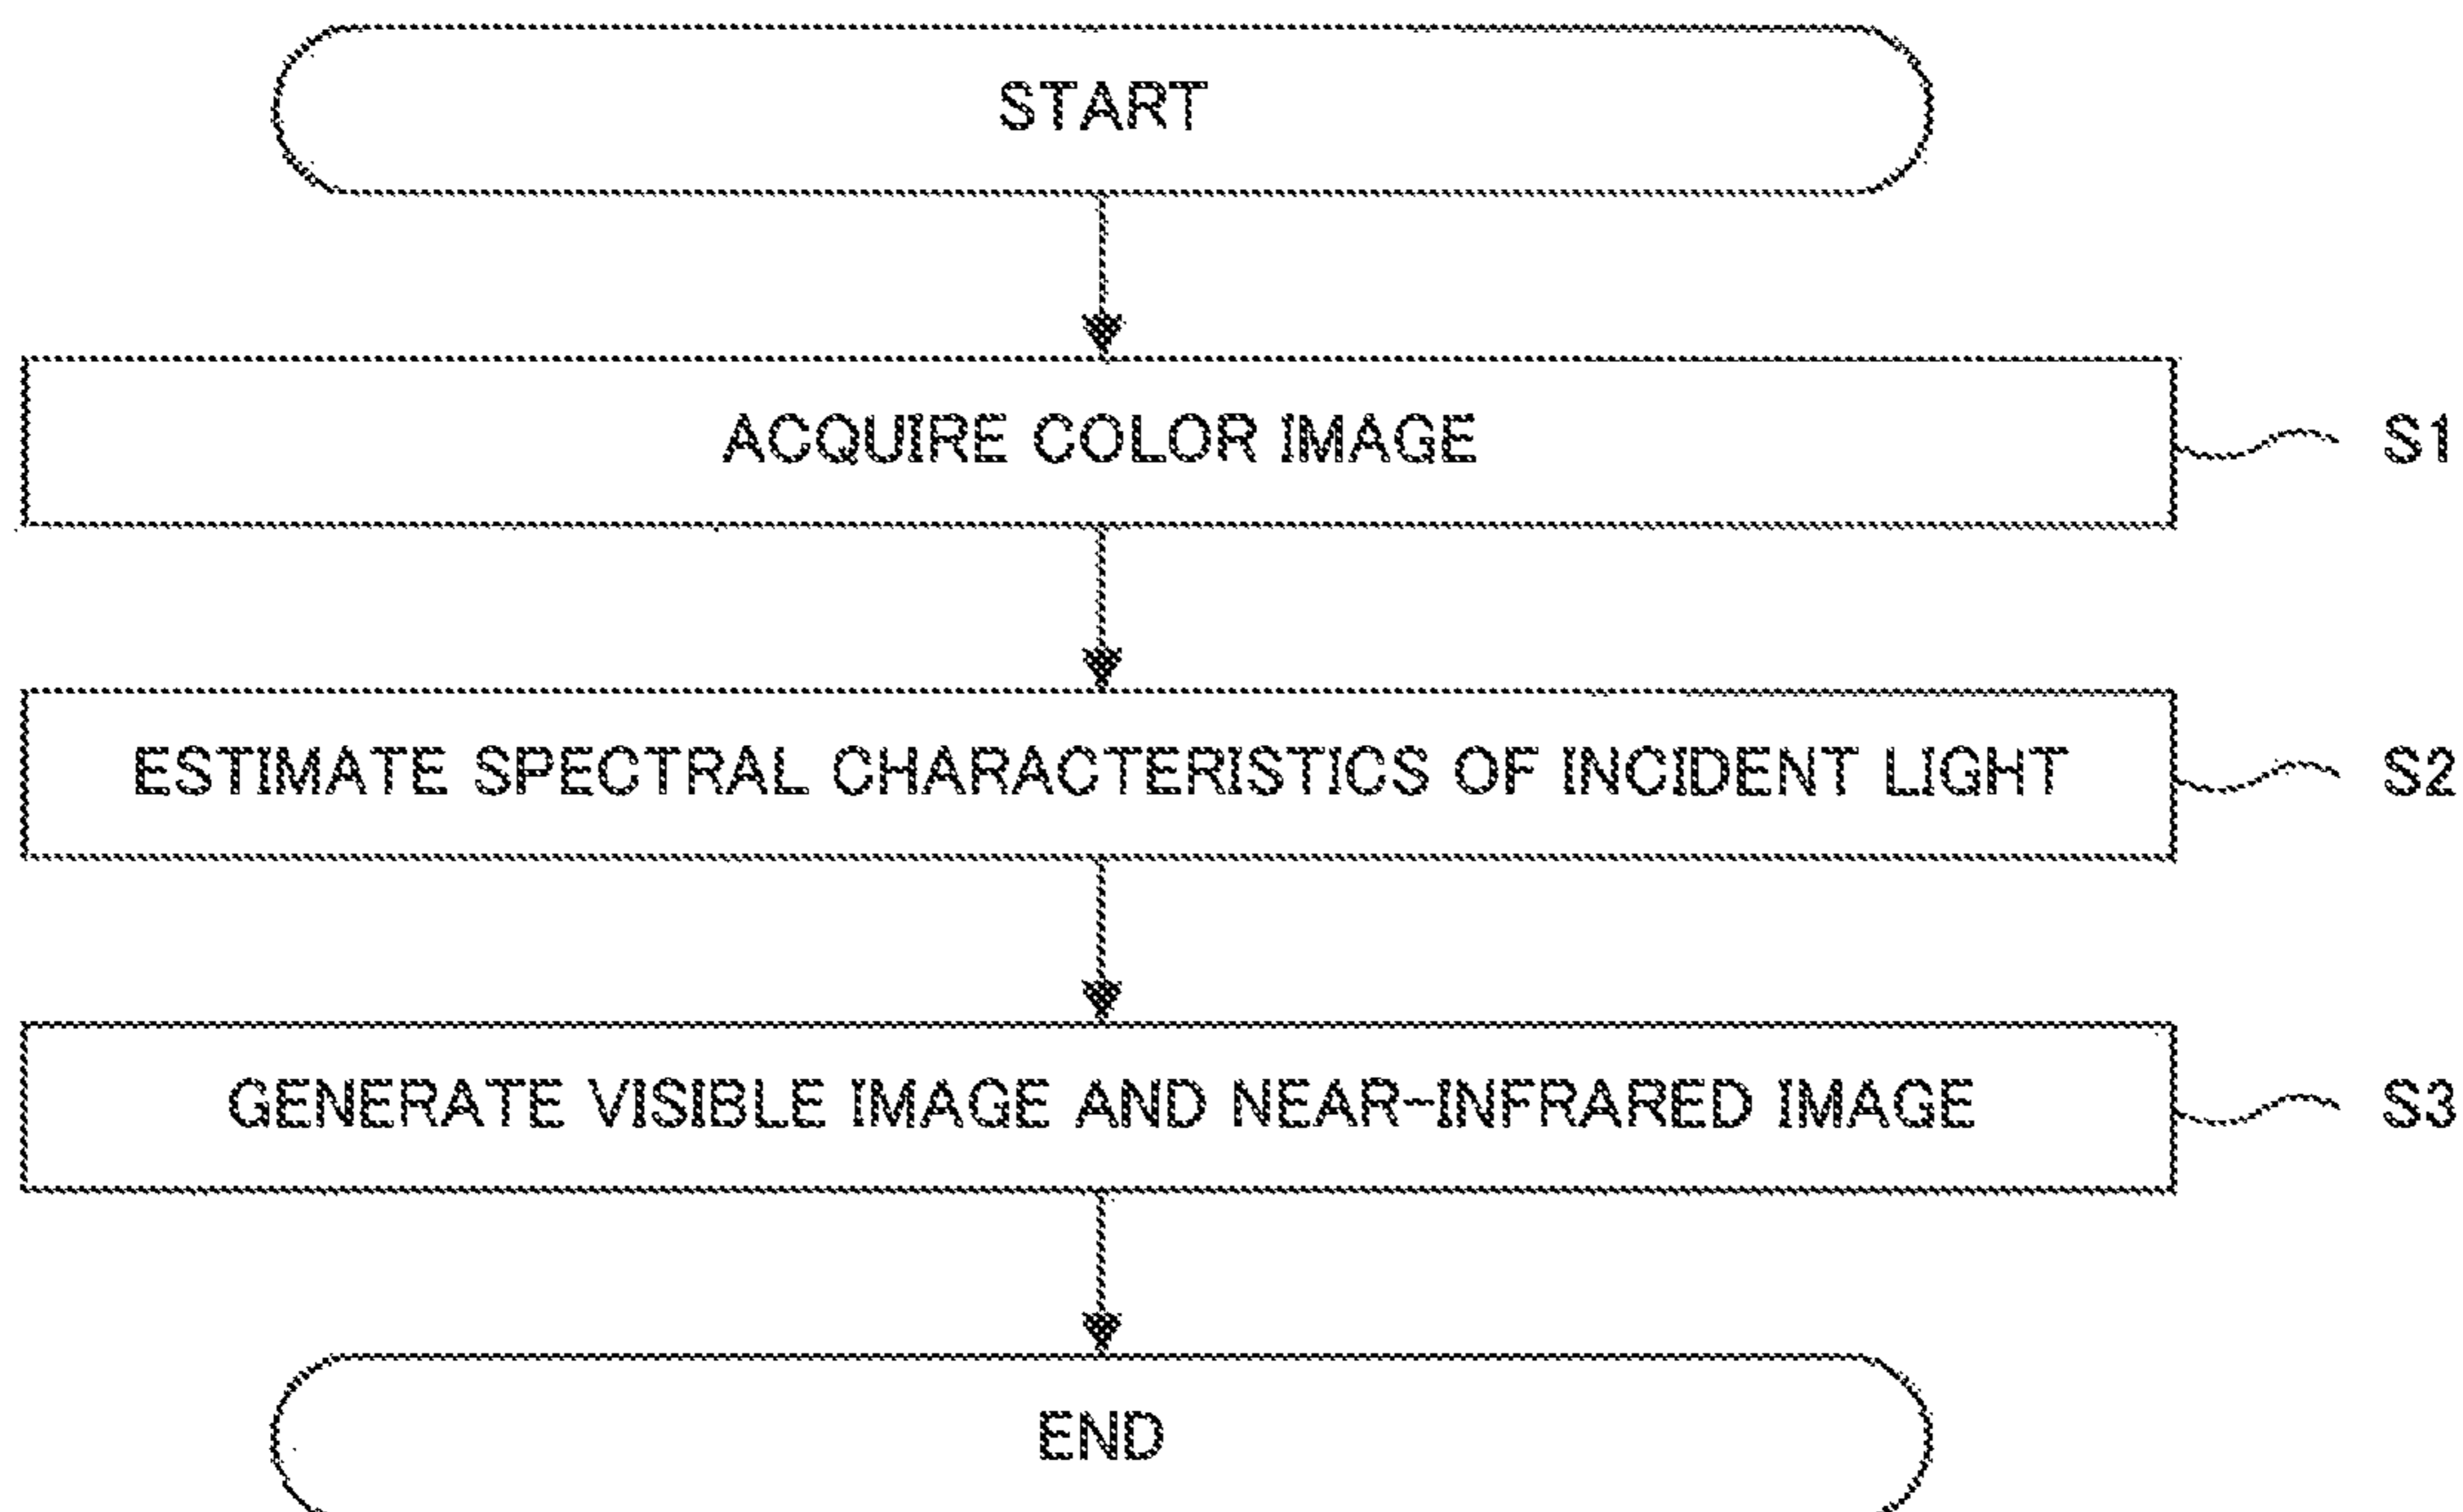 START
ACQUIRE COLOR IMAGE
S1
ESTIMATE SPECTRAL CHARACTERISTICS OF INCIDENT LIGHT
S2
GENERATE VISIBLE IMAGE AND NEAR-INFRARED IMAGE
S3
END